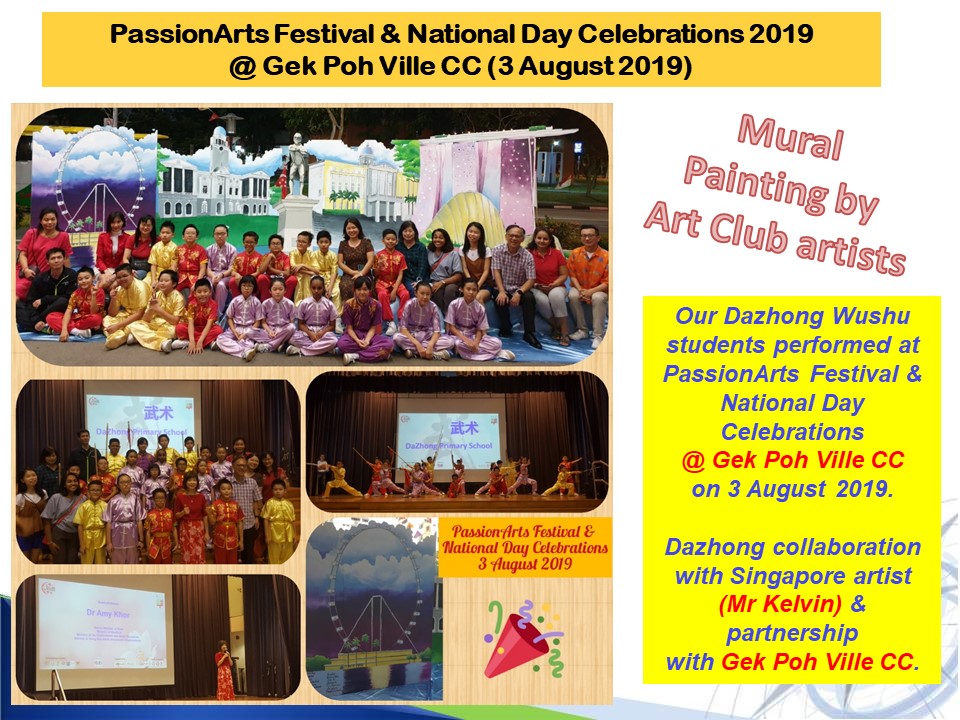 PassionArts Festival & National Day Celebrations 2019
@ Gek Poh Ville CC (3 August 2019)
Mural
Painting by
Art Club artists
武术
DaZhong Primary School
武术
DaZhong Primary School
PassionArts Festival &
National Day Celebrations
3 August 2019
Dr Amy Khor
Our Dazhong Wushu
students performed at
PassionArts Festival &
National Day
Celebrations
@ Gek Poh Ville CC
on 3 August 2019.
Dazhong collaboration
with Singapore artist
(Mr Kelvin) &
partnership
with Gek Poh Ville CC.